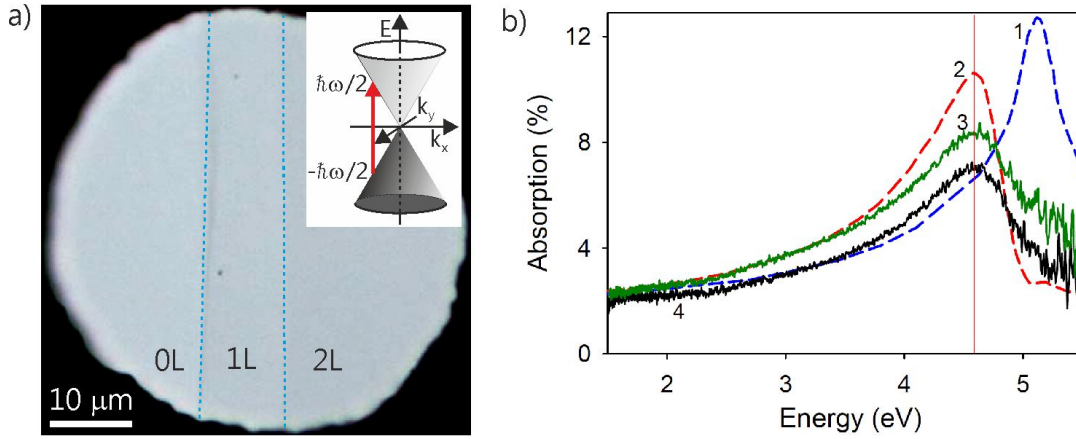 a)
E
ħω/2
k_y
k_x
-ħω/2
0L 1L 2L
10 μm
b)
12
8
4
0
Absorption (%)
1
2
3
4
2 3 4 5
Energy (eV)